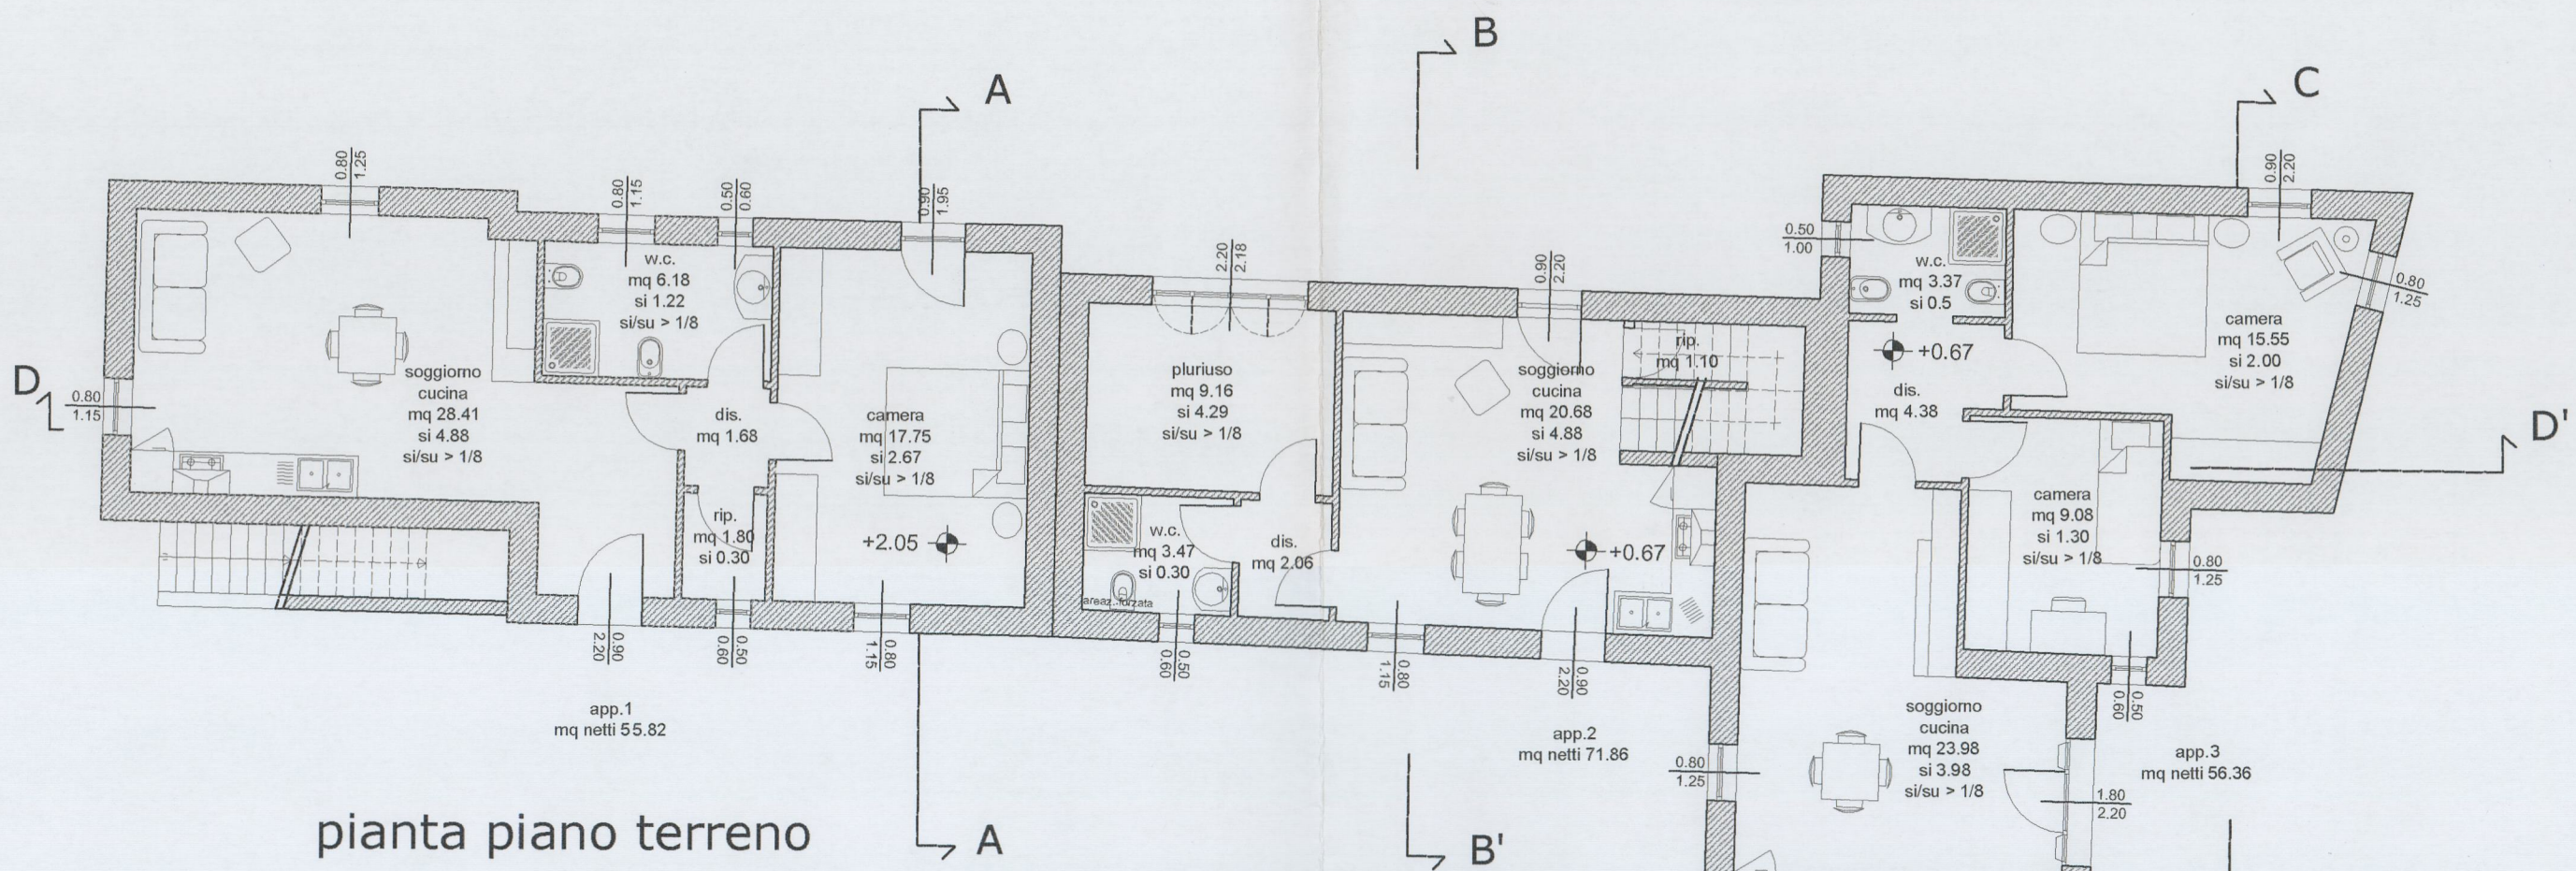 B
A
C
0.80
1.25
0.80
1.15
0.50
0.60
0.90
1.95
2.20
2.18
0.90
2.20
0.50
1.00
0.90
2.20
0.80
1.25
D
0.80
1.15
soggiorno
cucina
mq 28.41
si 4.88
si/su > 1/8
w.c.
mq 6.18
si 1.22
si/su > 1/8
dis.
mq 1.68
camera
mq 17.75
si 2.67
si/su > 1/8
rip.
mq 1.80
si 0.30
+2.05
pluriuso
mq 9.16
si 4.29
si/su > 1/8
w.c.
mq 3.47
si 0.30
areaz. forzata
dis.
mq 2.06
soggiorno
cucina
mq 20.68
si 4.88
si/su > 1/8
rip.
mq 1.10
+0.67
w.c.
mq 3.37
si 0.5
+0.67
dis.
mq 4.38
camera
mq 15.55
si 2.00
si/su > 1/8
D'
camera
mq 9.08
si 1.30
si/su > 1/8
0.80
1.25
0.90
2.20
0.50
0.60
0.80
1.15
0.50
0.60
0.80
1.15
0.90
2.20
0.50
0.60
app.1
mq netti 55.82
app.2
mq netti 71.86
0.80
1.25
soggiorno
cucina
mq 23.98
si 3.98
si/su > 1/8
app.3
mq netti 56.36
1.80
2.20
pianta piano terreno
A
B'